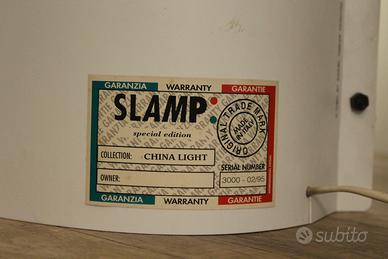 GARANZIA WARRANTY GARANTIE
SLAMP
special edition
ORIGINAL TRADE MARK
MADE IN ITALY
COLLECTION: CHINA LIGHT
OWNER:
SERIAL NUMBER
3000 - 02/95
GARANZIA WARRANTY GARANTIE
subito